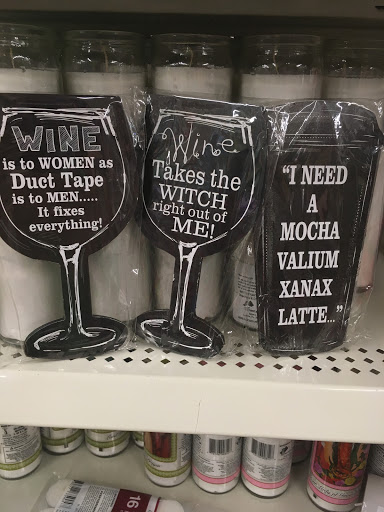 WINE
is to WOMEN as
Duct Tape
is to MEN.....
It fixes
everything!
Wine
Takes the
WITCH
right out of
ME!
"I NEED
A
MOCHA
VALIUM
XANAX
LATTE..."
16